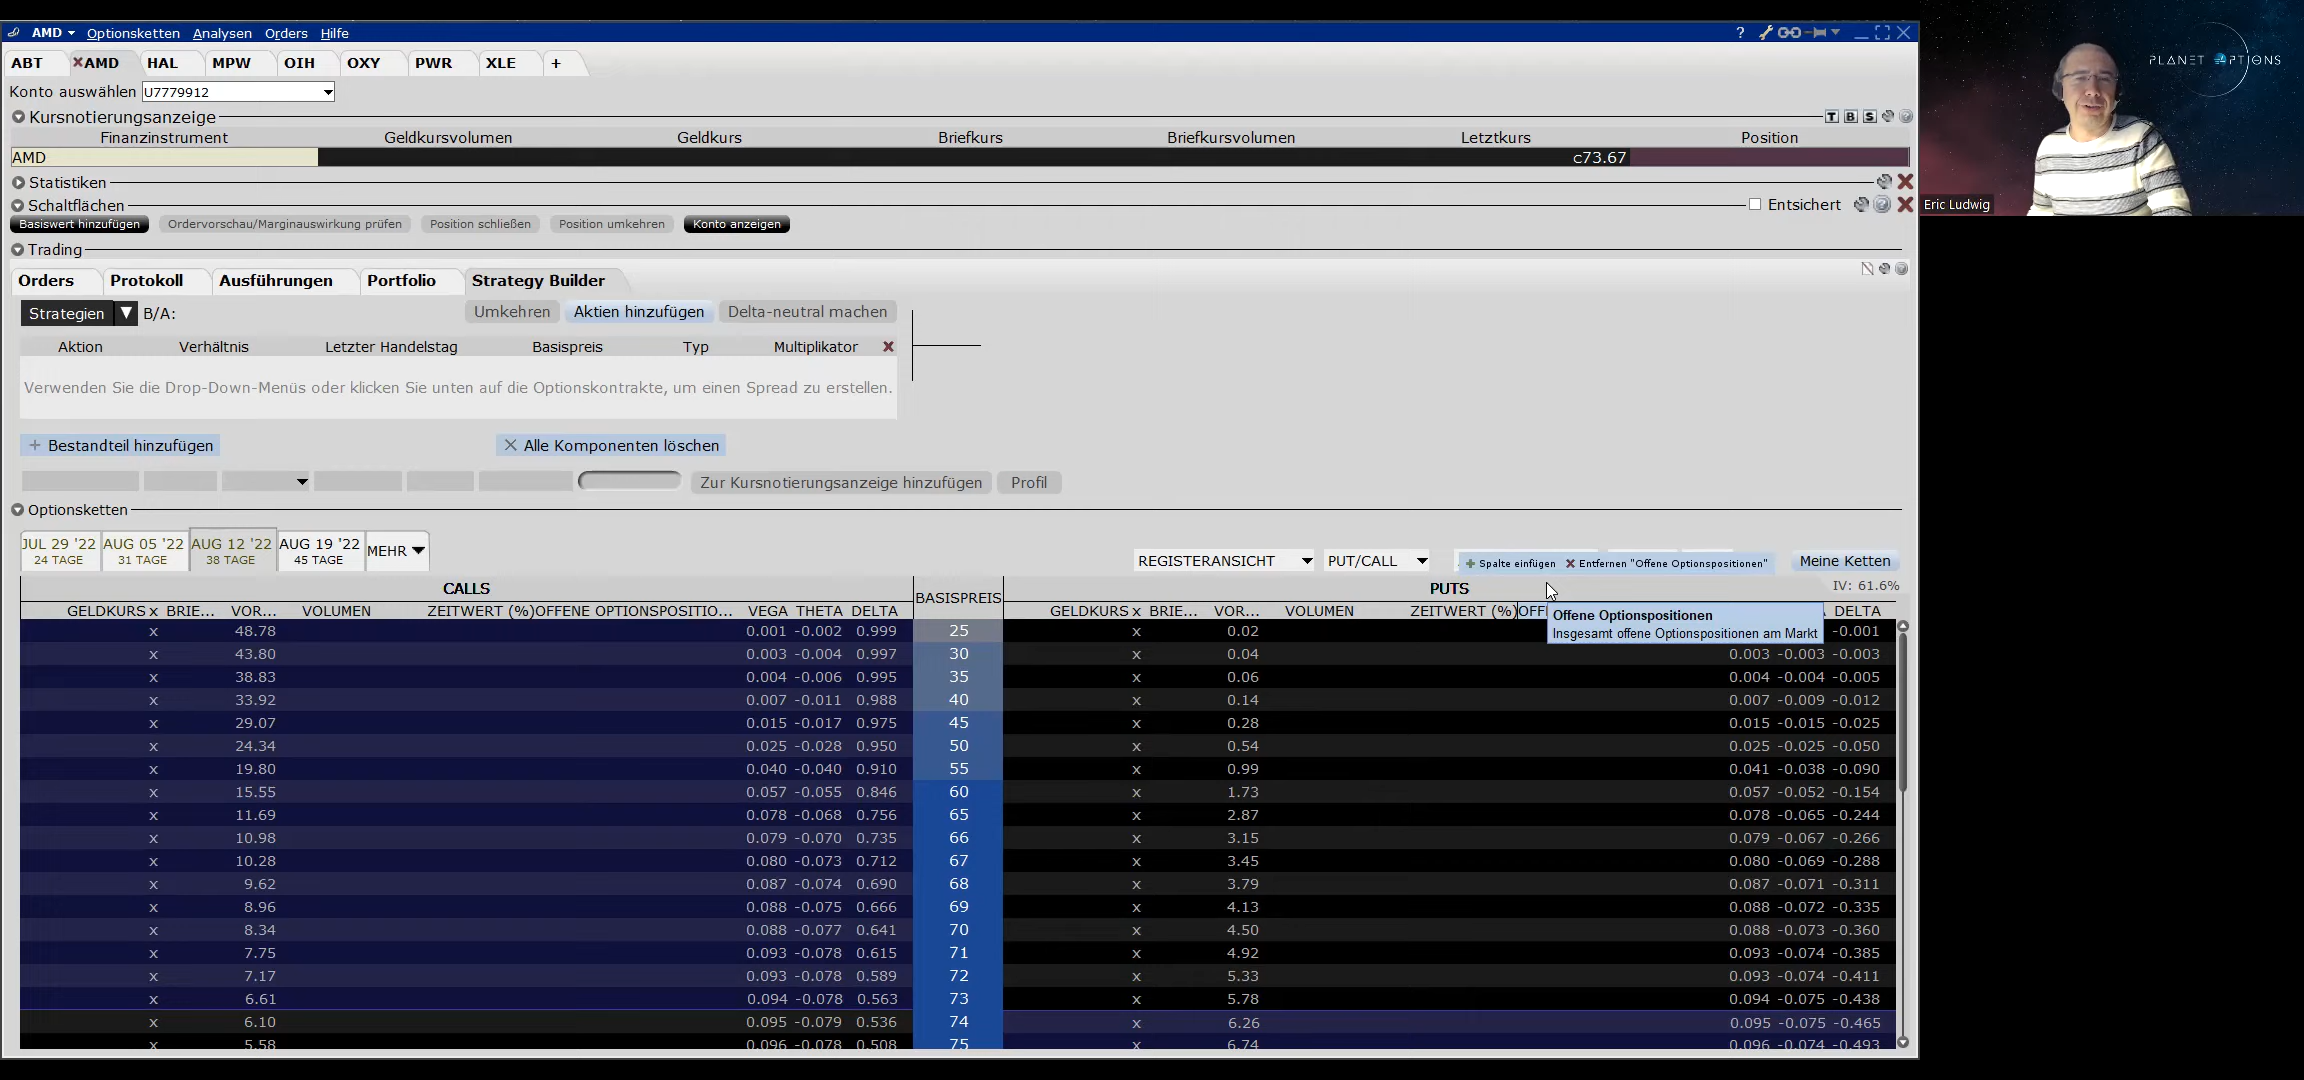 AMD Optionsketten Analysen Orders Hilfe ?
ABT AMD HAL MPW OIH OXY PWR XLE +
Konto auswählen U7779912
Kursnotierungsanzeige T B S
Finanzinstrument Geldkursvolumen Geldkurs Briefkurs Briefkursvolumen Letztkurs Position
AMD c73.67
Statistiken
Schaltflächen Entsichert
Basiswert hinzufügen Ordervorschau/Marginauswirkung prüfen Position schließen Position umkehren Konto anzeigen
Trading
Orders Protokoll Ausführungen Portfolio Strategy Builder
Strategien B/A: Umkehren Aktien hinzufügen Delta-neutral machen
Aktion Verhältnis Letzter Handelstag Basispreis Typ Multiplikator
Verwenden Sie die Drop-Down-Menüs oder klicken Sie unten auf die Optionskontrakte, um einen Spread zu erstellen.
+ Bestandteil hinzufügen Alle Komponenten löschen
Zur Kursnotierungsanzeige hinzufügen Profil
Optionsketten
JUL 29 '22 AUG 05 '22 AUG 12 '22 AUG 19 '22 MEHR
24 TAGE 31 TAGE 38 TAGE 45 TAGE
REGISTERANSICHT PUT/CALL + Spalte einfügen Entfernen "Offene Optionspositionen" Meine Ketten
CALLS BASISPREIS PUTS IV: 61.6%
GELDKURS x BRIE... VOR... VOLUMEN ZEITWERT (%) OFFENE OPTIONSPOSITIO... VEGA THETA DELTA GELDKURS x BRIE... VOR... VOLUMEN ZEITWERT (%) DELTA
Offene Optionspositionen
Insgesamt offene Optionspositionen am Markt
x 48.78 0.001 -0.002 0.999 25 x 0.02 -0.001
x 43.80 0.003 -0.004 0.997 30 x 0.04 0.003 -0.003 -0.003
x 38.83 0.004 -0.006 0.995 35 x 0.06 0.004 -0.004 -0.005
x 33.92 0.007 -0.011 0.988 40 x 0.14 0.007 -0.009 -0.012
x 29.07 0.015 -0.017 0.975 45 x 0.28 0.015 -0.015 -0.025
x 24.34 0.025 -0.028 0.950 50 x 0.54 0.025 -0.025 -0.050
x 19.80 0.040 -0.040 0.910 55 x 0.99 0.041 -0.038 -0.090
x 15.55 0.057 -0.055 0.846 60 x 1.73 0.057 -0.052 -0.154
x 11.69 0.078 -0.068 0.756 65 x 2.87 0.078 -0.065 -0.244
x 10.98 0.079 -0.070 0.735 66 x 3.15 0.079 -0.067 -0.266
x 10.28 0.080 -0.073 0.712 67 x 3.45 0.080 -0.069 -0.288
x 9.62 0.087 -0.074 0.690 68 x 3.79 0.087 -0.071 -0.311
x 8.96 0.088 -0.075 0.666 69 x 4.13 0.088 -0.072 -0.335
x 8.34 0.088 -0.077 0.641 70 x 4.50 0.088 -0.073 -0.360
x 7.75 0.093 -0.078 0.615 71 x 4.92 0.093 -0.074 -0.385
x 7.17 0.093 -0.078 0.589 72 x 5.33 0.093 -0.074 -0.411
x 6.61 0.094 -0.078 0.563 73 x 5.78 0.094 -0.075 -0.438
x 6.10 0.095 -0.079 0.536 74 x 6.26 0.095 -0.075 -0.465
x 5.58 0.096 -0.078 0.508 75 x 6.74 0.096 -0.074 -0.493
PLANET OPTIONS
Eric Ludwig